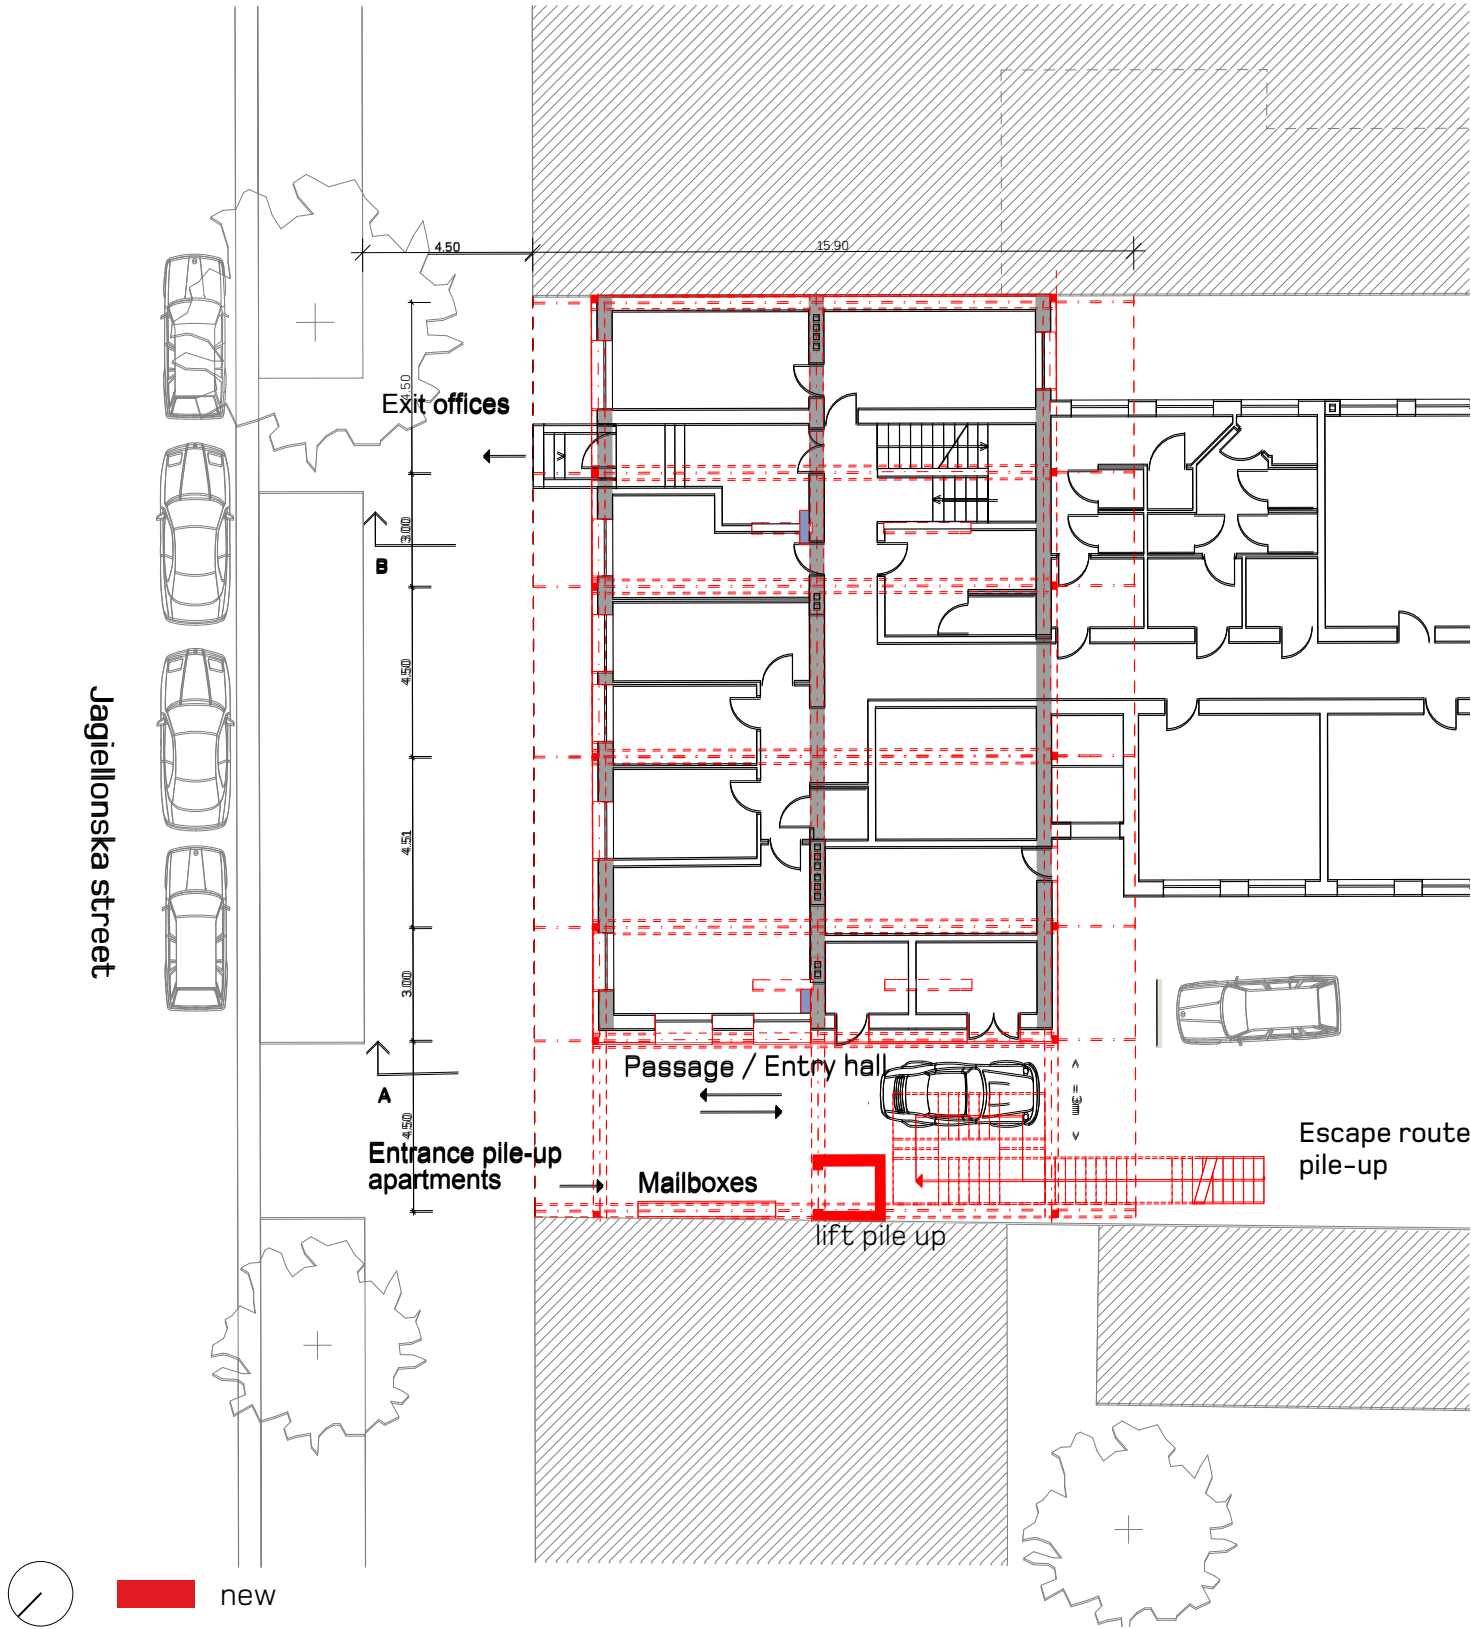 4.50
15.90
4.50
Exit offices
3.00
B
4.50
Jagiellonska street
4.51
3.00
Passage / Entry hall
A
4.50
< = 3m >
Entrance pile-up
apartments
Mailboxes
Escape route
pile-up
lift pile up
new